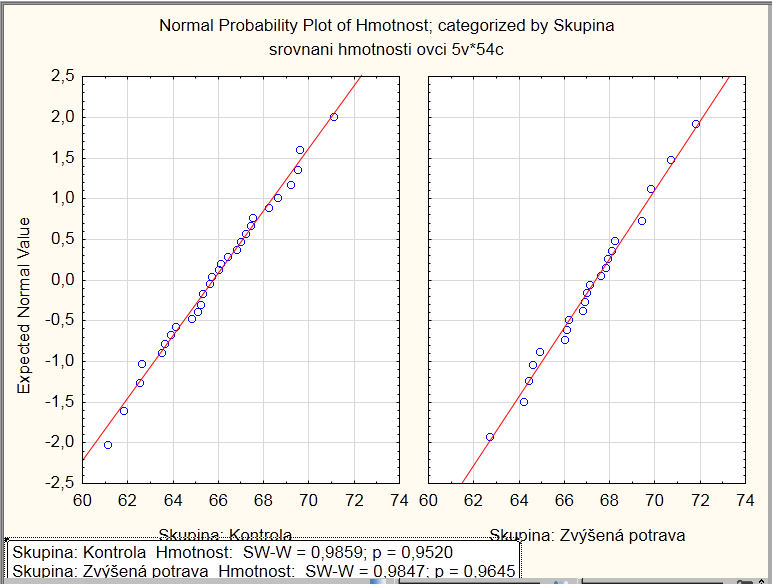 Normal Probability Plot of Hmotnost; categorized by Skupina
srovnani hmotnosti ovci 5v*54c
Expected Normal Value
2,5
2,0
1,5
1,0
0,5
0,0
-0,5
-1,0
-1,5
-2,0
-2,5
60 62 64 66 68 70 72 74
60 62 64 66 68 70 72 74
Skupina: Kontrola
Skupina: Zvýšená potrava
Skupina: Kontrola Hmotnost: SW-W = 0,9859; p = 0,9520
Skupina: Zvýšená potrava Hmotnost: SW-W = 0,9847; p = 0,9645